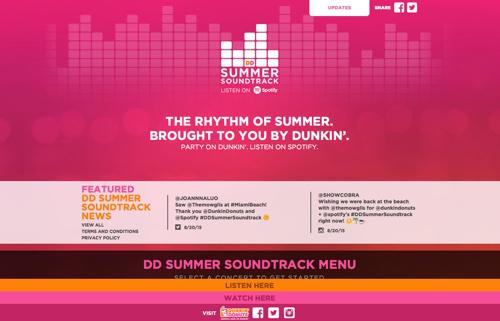 UPDATES
SHARE
DD
SUMMER
SOUNDTRACK
LISTEN ON Spotify
THE RHYTHM OF SUMMER.
BROUGHT TO YOU BY DUNKIN'.
PARTY ON DUNKIN'. LISTEN ON SPOTIFY.
FEATURED
DD SUMMER
SOUNDTRACK
NEWS
VIEW ALL
TERMS AND CONDITIONS
PRIVACY POLICY
@JOANNNALUO
Saw @Themowglis at #MiamiBeach!
Thank you @DunkinDonuts and
@Spotify #DDSummerSoundtrack
8/20/15
@SHOWCOBRA
Wishing we were back at the beach
with @themowglis for @dunkindonuts
+ @spotify's #DDSummerSoundtrack
right now!
8/20/15
DD SUMMER SOUNDTRACK MENU
SELECT A CONCERT TO GET STARTED
LISTEN HERE
WATCH HERE
VISIT
DUNKIN'
DONUTS